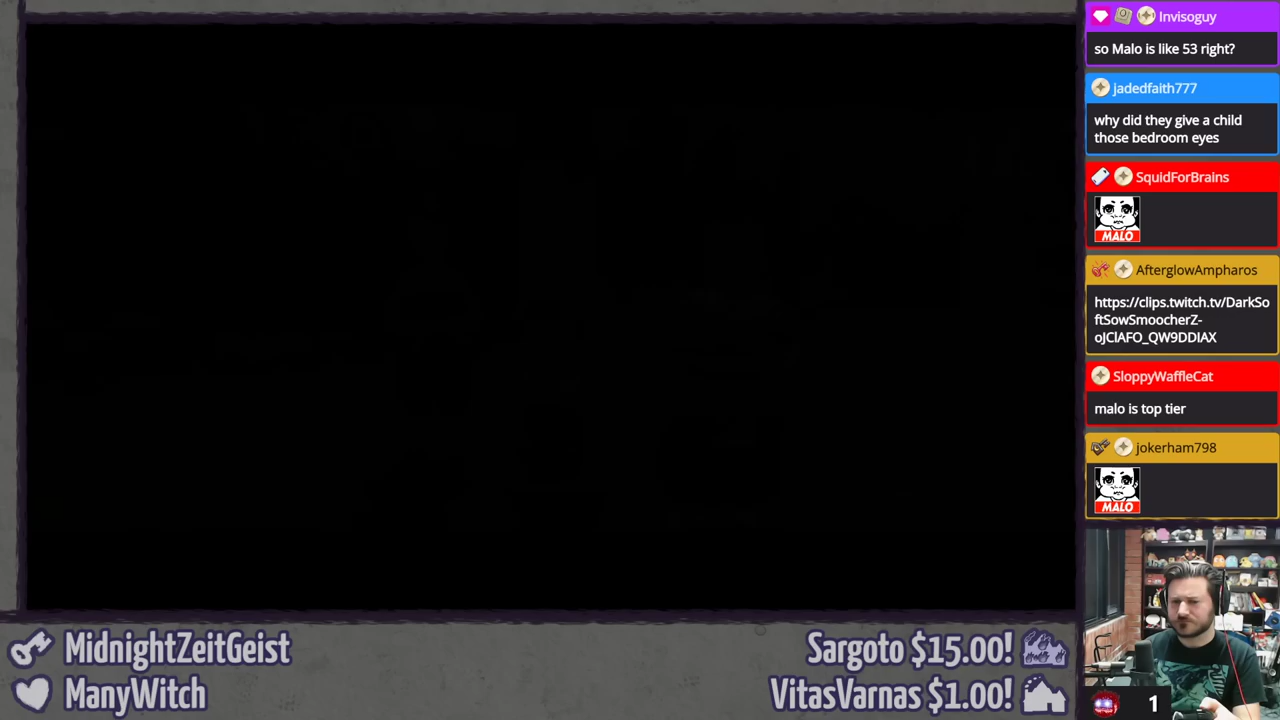 Invisoguy
so Malo is like 53 right?
jadedfaith777
why did they give a child
those bedroom eyes
SquidForBrains
MALO
AfterglowAmpharos
https://clips.twitch.tv/DarkSo
ftSowSmoocherZ-
oJClAFO_QW9DDIAX
SloppyWaffleCat
malo is top tier
jokerham798
MALO
MidnightZeitGeist
ManyWitch
Sargoto $15.00!
VitasVarnas $1.00!
1